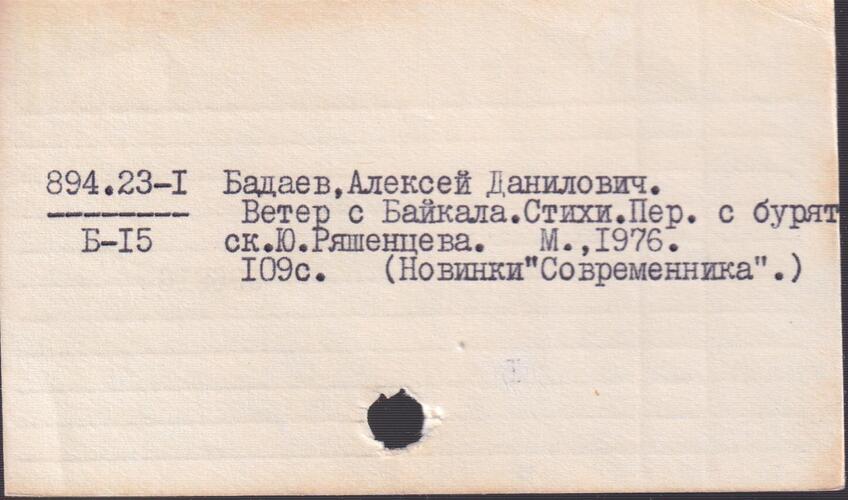 894.23-I Бадаев,Алексей Данилович.
-------- Ветер с Байкала.Стихи.Пер. с бурят
Б-I5 ск.Ю.Ряшенцева. М.,I976.
I09с. (Новинки"Современника".)